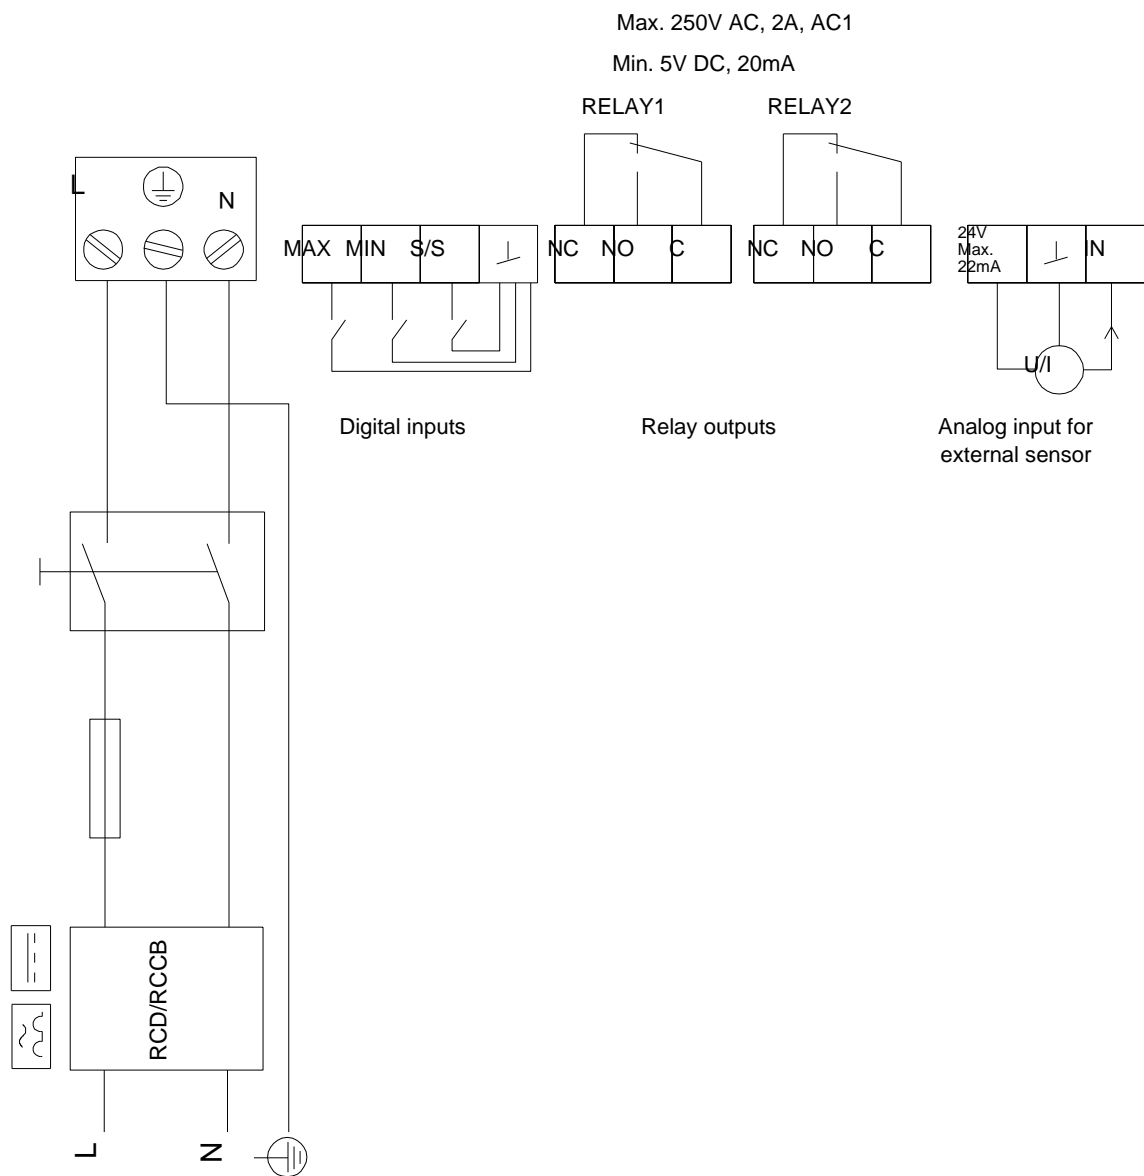 Max. 250V AC, 2A, AC1
Min. 5V DC, 20mA
RELAY1 RELAY2
L N
MAX MIN S/S NC NO C NC NO C 24V
Max.
22mA IN
U/I
Digital inputs Relay outputs Analog input for
external sensor
RCD/RCCB
L N